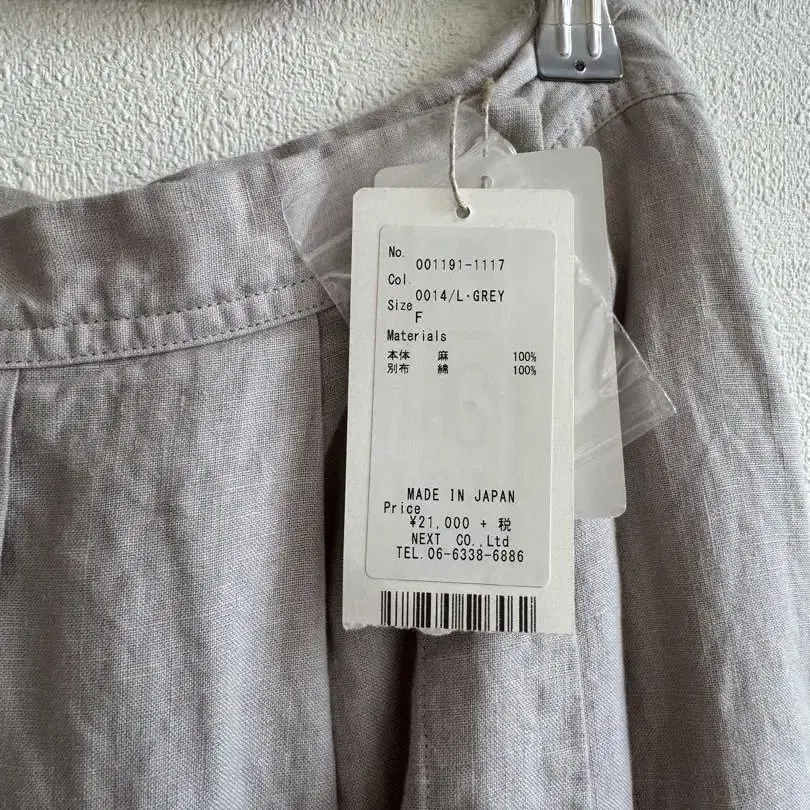 No. 001191-1117
Col. 0014/L·GREY
Size F
Materials
本体 麻 100%
別布 綿 100%
MADE IN JAPAN
Price ¥21,000 + 税
NEXT CO.,Ltd
TEL.06-6338-6886